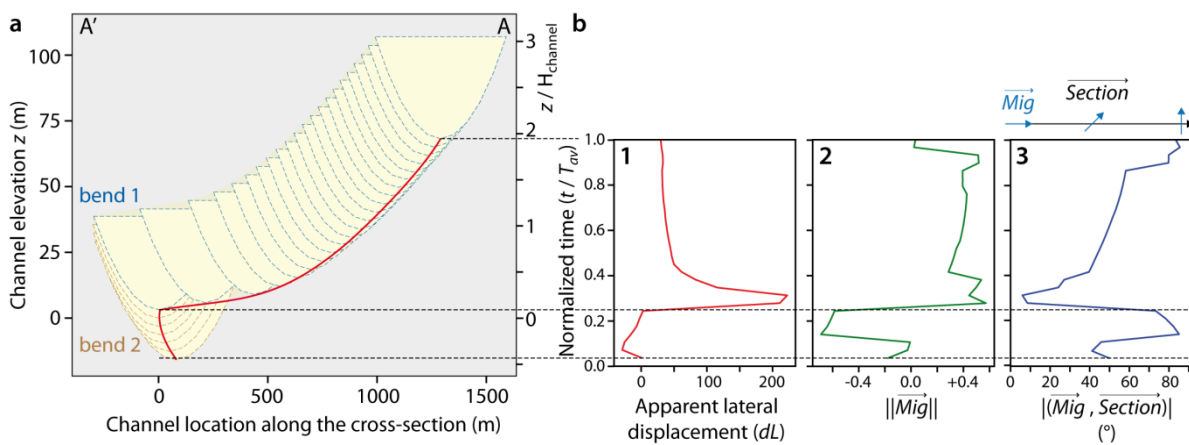 a
A'
A
100
75
50
25
0
Channel elevation z (m)
3
2
1
0
z / H_channel
bend 1
bend 2
0
500
1000
1500
Channel location along the cross-section (m)
b
Mig
Section
1
2
3
1.0
0.8
0.6
0.4
0.2
0.0
Normalized time (t / T_av)
0
100
200
Apparent lateral
displacement (dL)
-0.4
0.0
+0.4
||Mig||
0
20
40
60
80
|(Mig , Section)|
(°)